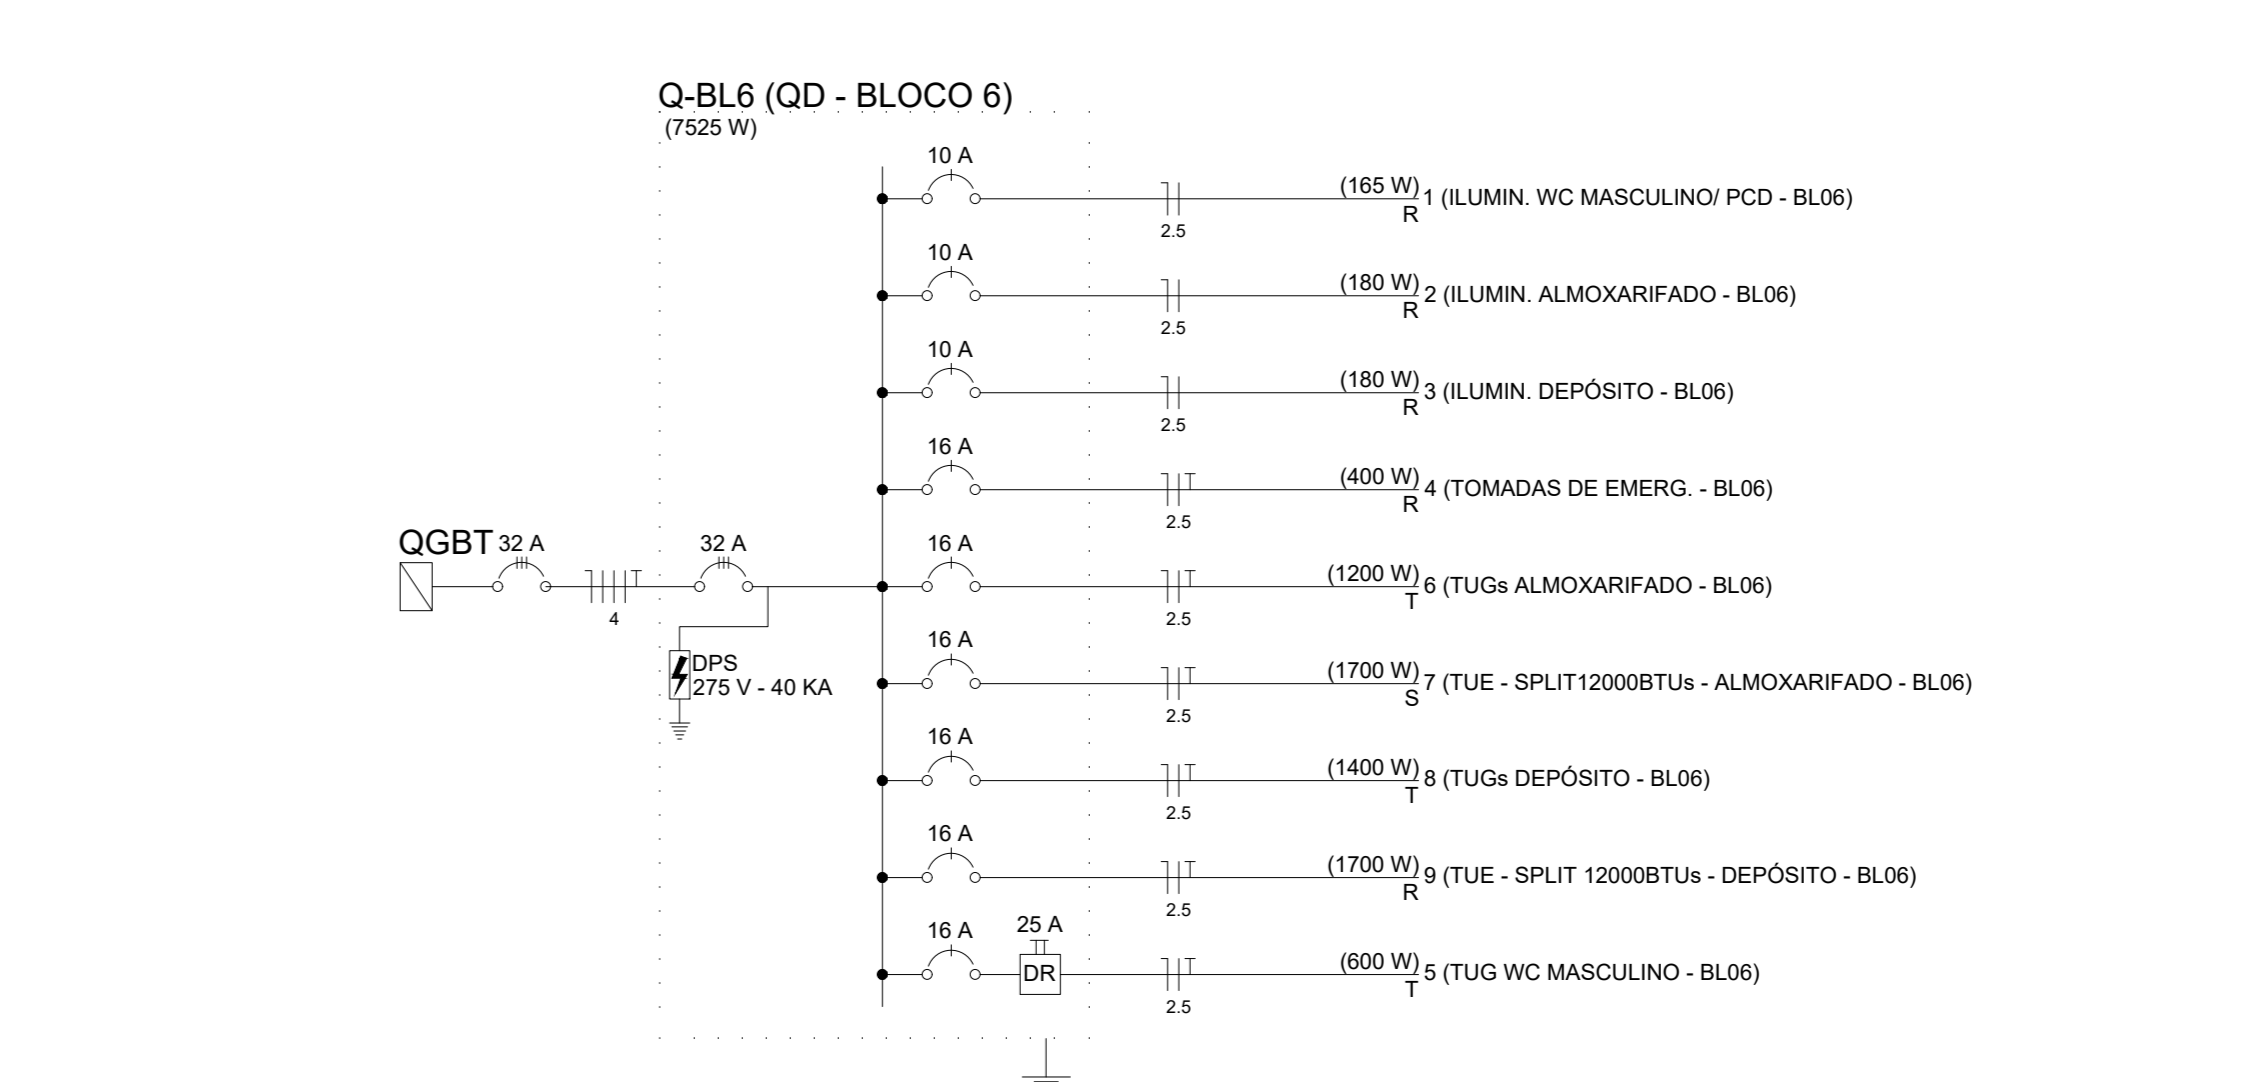 Q-BL6 (QD - BLOCO 6)
(7525 W)
10 A
(165 W)
1 (ILUMIN. WC MASCULINO/ PCD - BL06)
R
2.5
10 A
(180 W)
2 (ILUMIN. ALMOXARIFADO - BL06)
R
2.5
10 A
(180 W)
3 (ILUMIN. DEPÓSITO - BL06)
R
2.5
16 A
(400 W)
4 (TOMADAS DE EMERG. - BL06)
R
2.5
QGBT
32 A
4
32 A
DPS
275 V - 40 KA
16 A
(1200 W)
6 (TUGs ALMOXARIFADO - BL06)
T
2.5
16 A
(1700 W)
7 (TUE - SPLIT12000BTUs - ALMOXARIFADO - BL06)
S
2.5
16 A
(1400 W)
8 (TUGs DEPÓSITO - BL06)
T
2.5
16 A
(1700 W)
9 (TUE - SPLIT 12000BTUs - DEPÓSITO - BL06)
R
2.5
16 A
25 A
DR
(600 W)
5 (TUG WC MASCULINO - BL06)
T
2.5